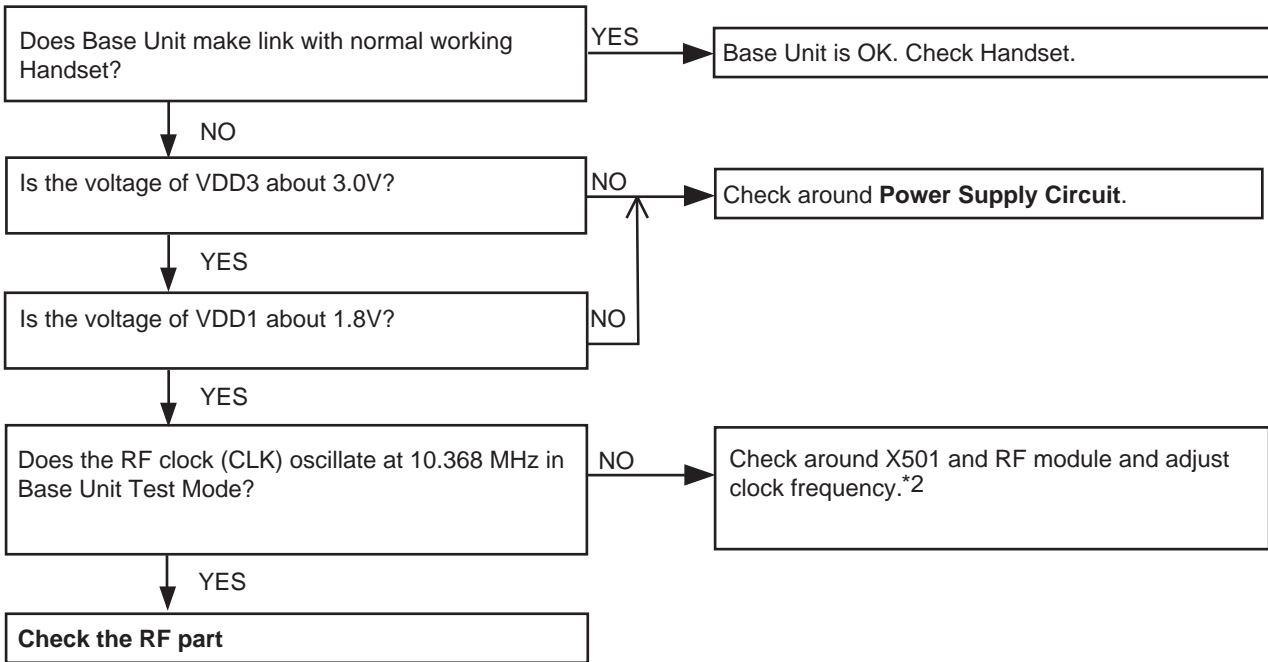 Does Base Unit make link with normal working
Handset?
YES
Base Unit is OK. Check Handset.
NO
Is the voltage of VDD3 about 3.0V?
NO
Check around Power Supply Circuit.
YES
Is the voltage of VDD1 about 1.8V?
NO
YES
Does the RF clock (CLK) oscillate at 10.368 MHz in
Base Unit Test Mode?
NO
Check around X501 and RF module and adjust
clock frequency.*2
YES
Check the RF part